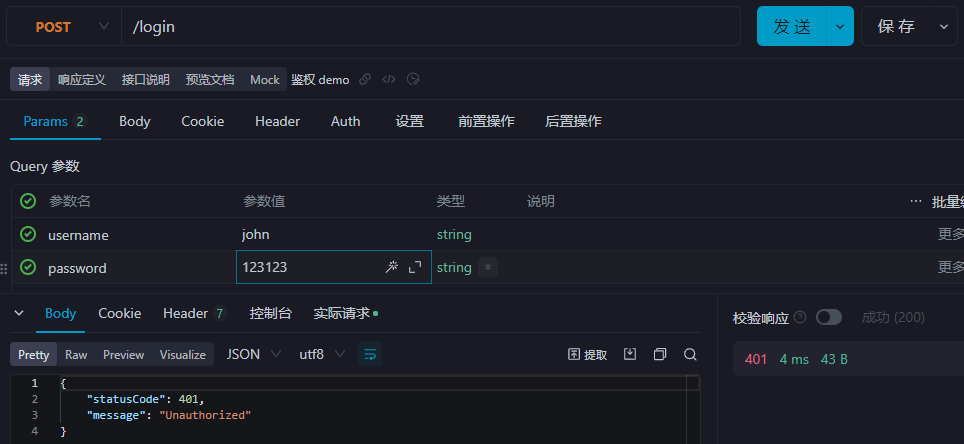 POST /login 发 送 保 存
请求 响应定义 接口说明 预览文档 Mock 鉴权 demo
Params 2 Body Cookie Header Auth 设置 前置操作 后置操作
Query 参数
参数名 参数值 类型 说明 ··· 批量
username john string 更多
password 123123 string * 更多
Body Cookie Header 7 控制台 实际请求
校验响应 成功 (200)
Pretty Raw Preview Visualize JSON utf8 提取
401 4 ms 43 B
1 {
2 "statusCode": 401,
3 "message": "Unauthorized"
4 }